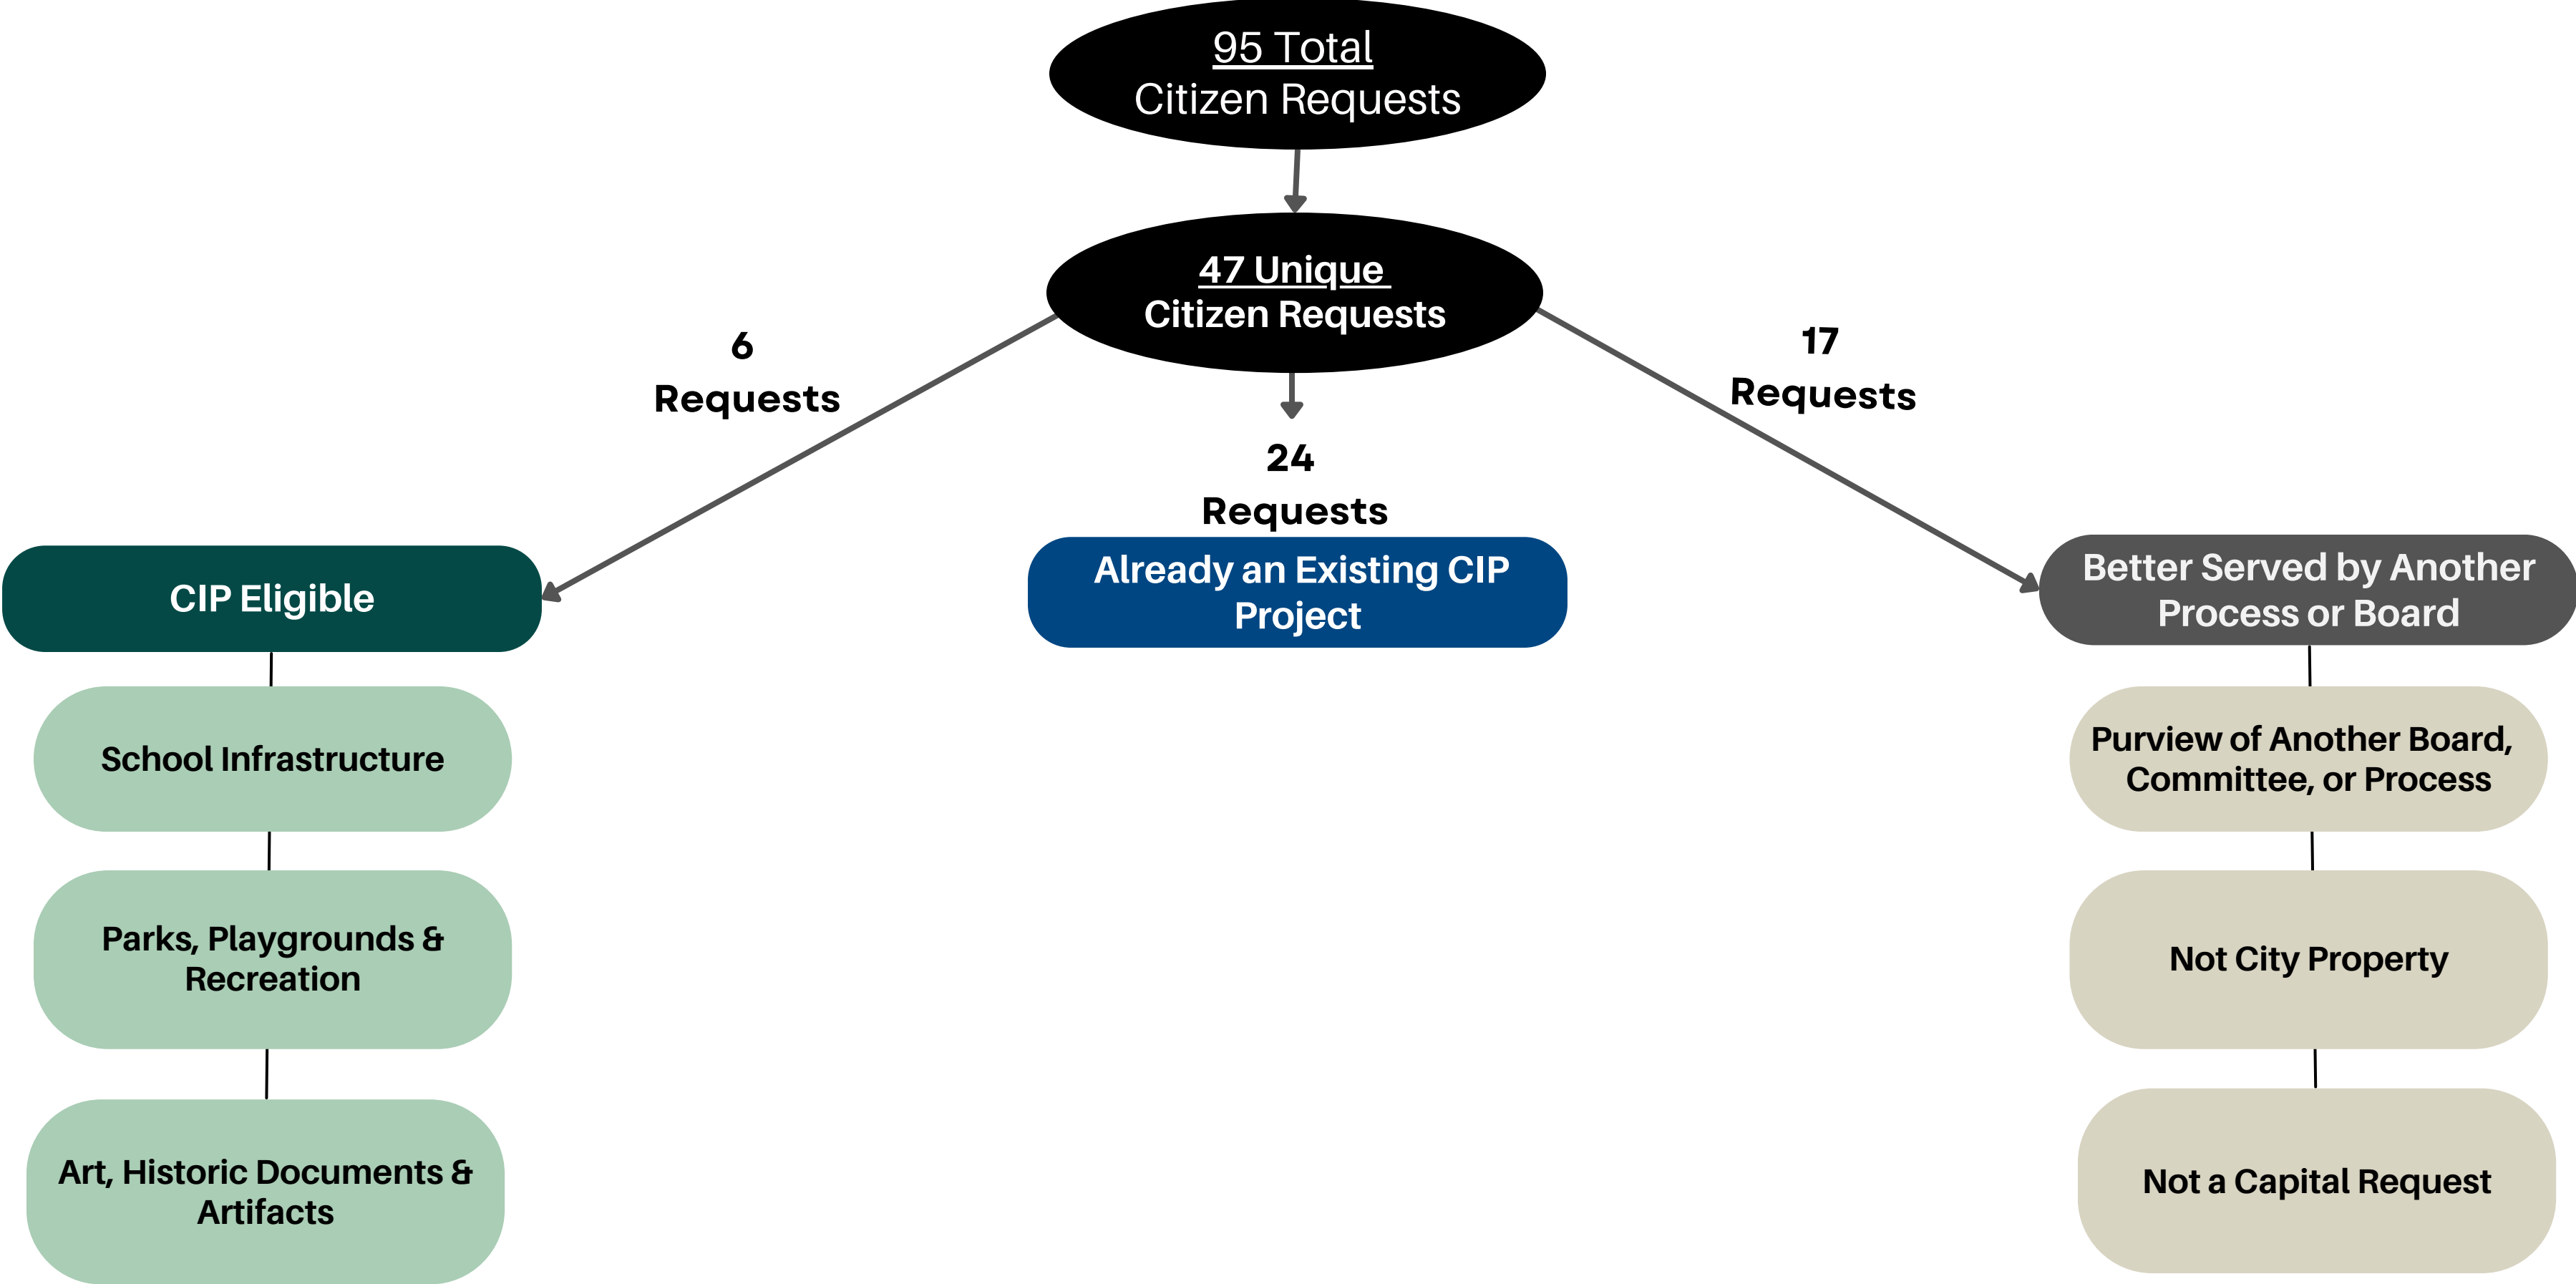 95 Total
Citizen Requests
47 Unique
Citizen Requests
6
Requests
17
Requests
24
Requests
CIP Eligible
Already an Existing CIP
Project
Better Served by Another
Process or Board
School Infrastructure
Parks, Playgrounds &
Recreation
Art, Historic Documents &
Artifacts
Purview of Another Board,
Committee, or Process
Not City Property
Not a Capital Request